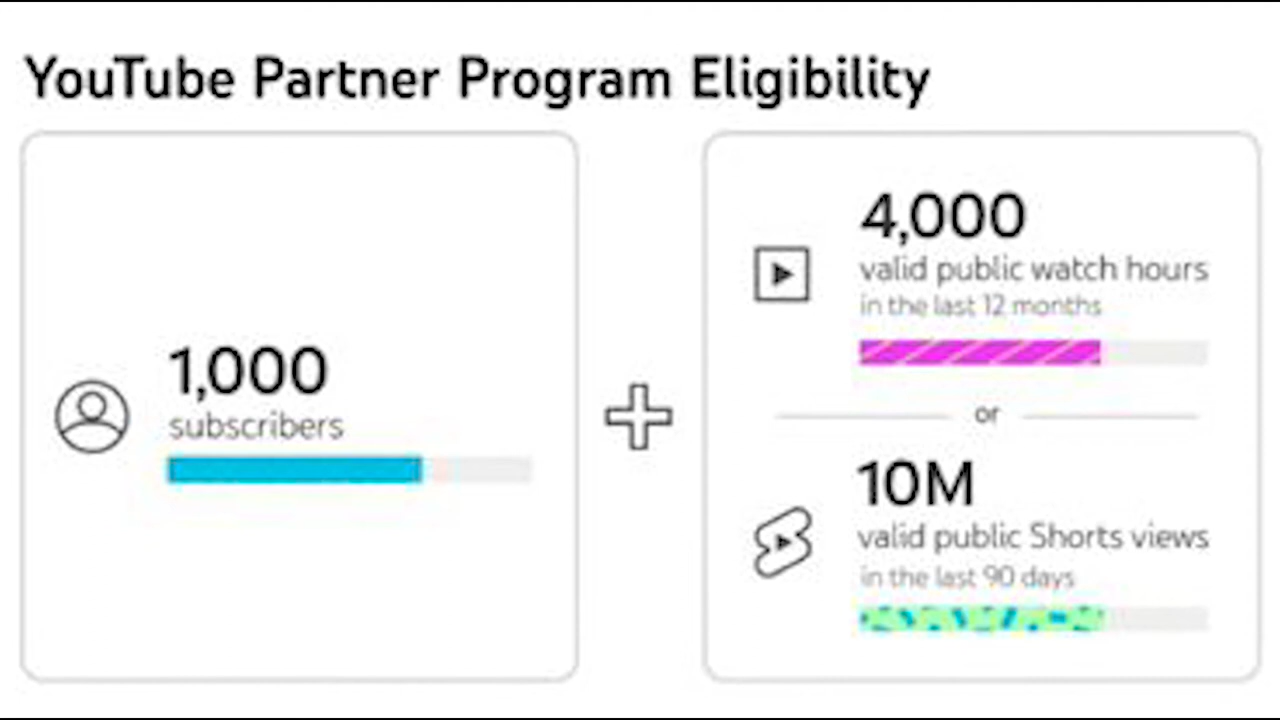 YouTube Partner Program Eligibility
1,000
subscribers
4,000
valid public watch hours
in the last 12 months
or
10M
valid public Shorts views
in the last 90 days